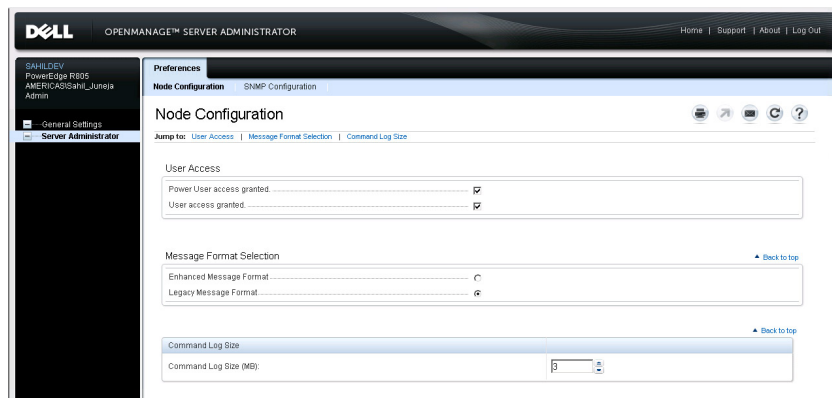 DELL
OPENMANAGE™ SERVER ADMINISTRATOR
Home | Support | About | Log Out
SAHILDEV
PowerEdge R805
AMERICAS\Sahil_Juneja
Admin
General Settings
Server Administrator
Preferences
Node Configuration SNMP Configuration
Node Configuration
Jump to: User Access | Message Format Selection | Command Log Size
User Access
Power User access granted.
User access granted.
Message Format Selection
Back to top
Enhanced Message Format
Legacy Message Format
Back to top
Command Log Size
Command Log Size (MB): 3